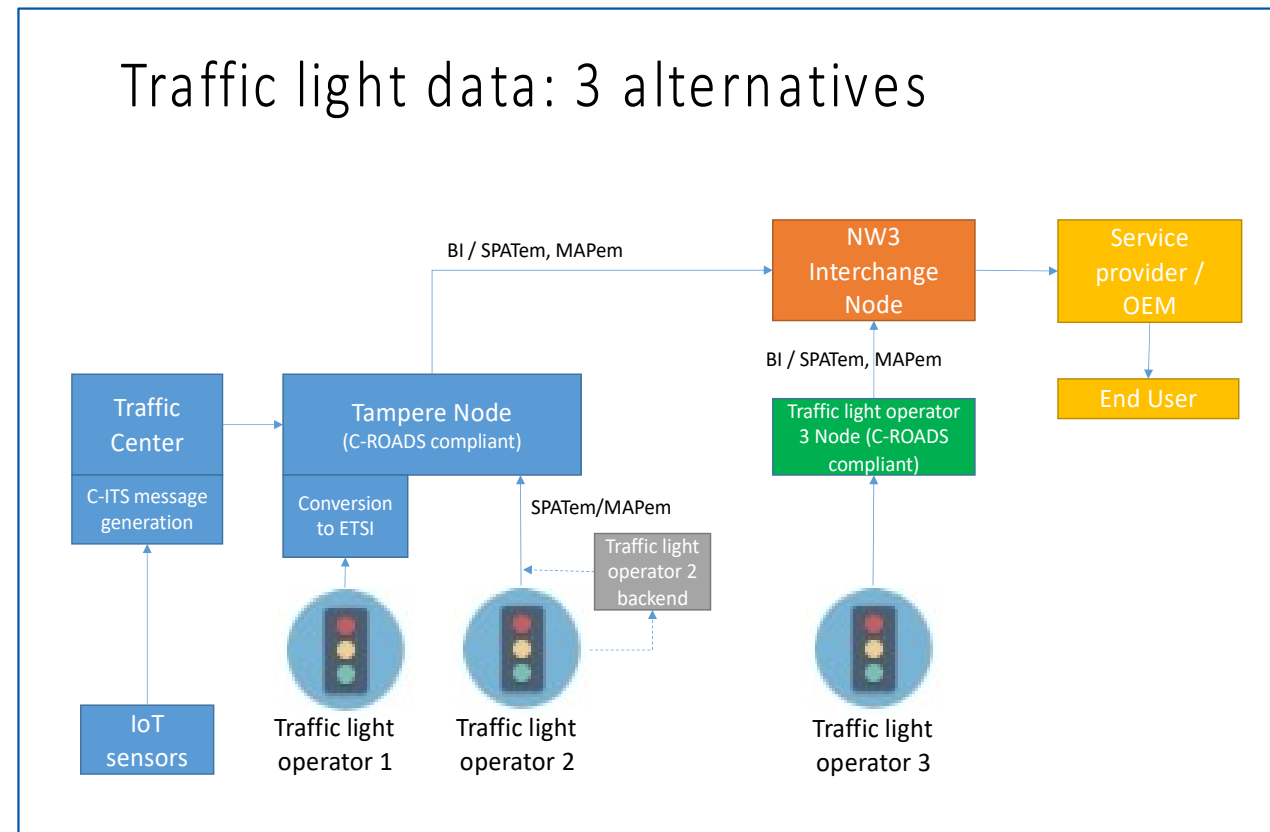 Traffic light data: 3 alternatives
BI / SPATem, MAPem
NW3
Interchange
Node
Service
provider /
OEM
BI / SPATem, MAPem
Traffic
Center
Tampere Node
(C-ROADS compliant)
Traffic light operator
3 Node (C-ROADS
compliant)
End User
C-ITS message
generation
Conversion
to ETSI
SPATem/MAPem
Traffic light
operator 2
backend
IoT
sensors
Traffic light
operator 1
Traffic light
operator 2
Traffic light
operator 3